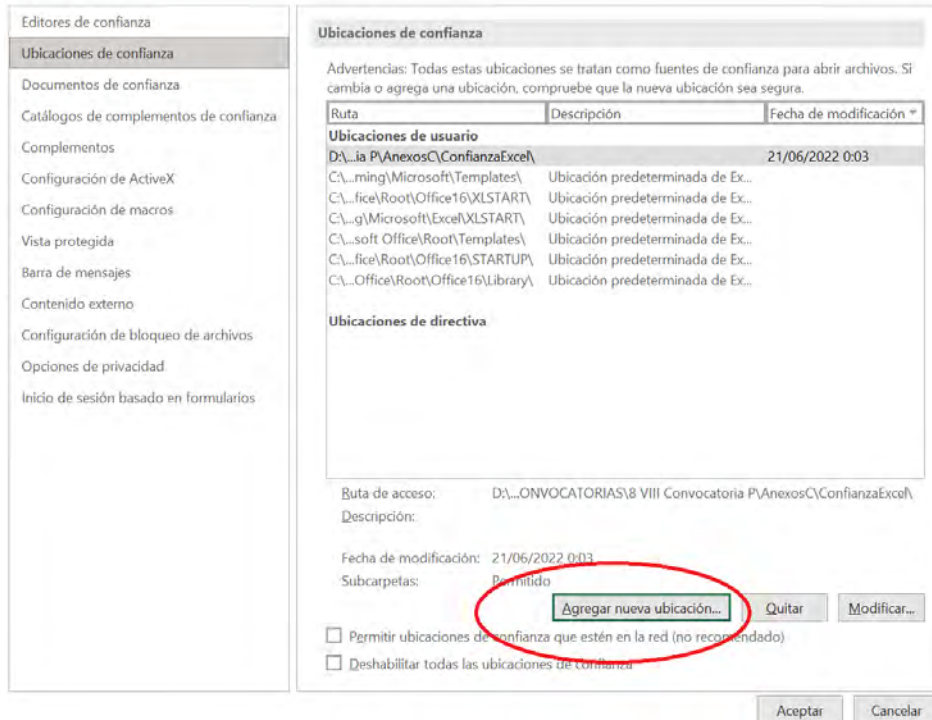 Editores de confianza
Ubicaciones de confianza
Documentos de confianza
Catálogos de complementos de confianza
Complementos
Configuración de ActiveX
Configuración de macros
Vista protegida
Barra de mensajes
Contenido externo
Configuración de bloqueo de archivos
Opciones de privacidad
Inicio de sesión basado en formularios
Ubicaciones de confianza
Advertencias: Todas estas ubicaciones se tratan como fuentes de confianza para abrir archivos. Si
cambia o agrega una ubicación, compruebe que la nueva ubicación sea segura.
Ruta Descripción Fecha de modificación
Ubicaciones de usuario
D:\...ia P\AnexosC\ConfianzaExcel\ 21/06/2022 0:03
C:\...ming\Microsoft\Templates\ Ubicación predeterminada de Ex...
C:\...fice\Root\Office16\XLSTART\ Ubicación predeterminada de Ex...
C:\...g\Microsoft\Excel\XLSTART\ Ubicación predeterminada de Ex...
C:\...soft Office\Root\Templates\ Ubicación predeterminada de Ex...
C:\...fice\Root\Office16\STARTUP\ Ubicación predeterminada de Ex...
C:\...Office\Root\Office16\Library\ Ubicación predeterminada de Ex...
Ubicaciones de directiva
Ruta de acceso: D:\...ONVOCATORIAS\8 VIII Convocatoria P\AnexosC\ConfianzaExcel\
Descripción:
Fecha de modificación: 21/06/2022 0:03
Subcarpetas: Permitido
Agregar nueva ubicación... Quitar Modificar...
Permitir ubicaciones de confianza que estén en la red (no recomendado)
Deshabilitar todas las ubicaciones de confianza
Aceptar Cancelar